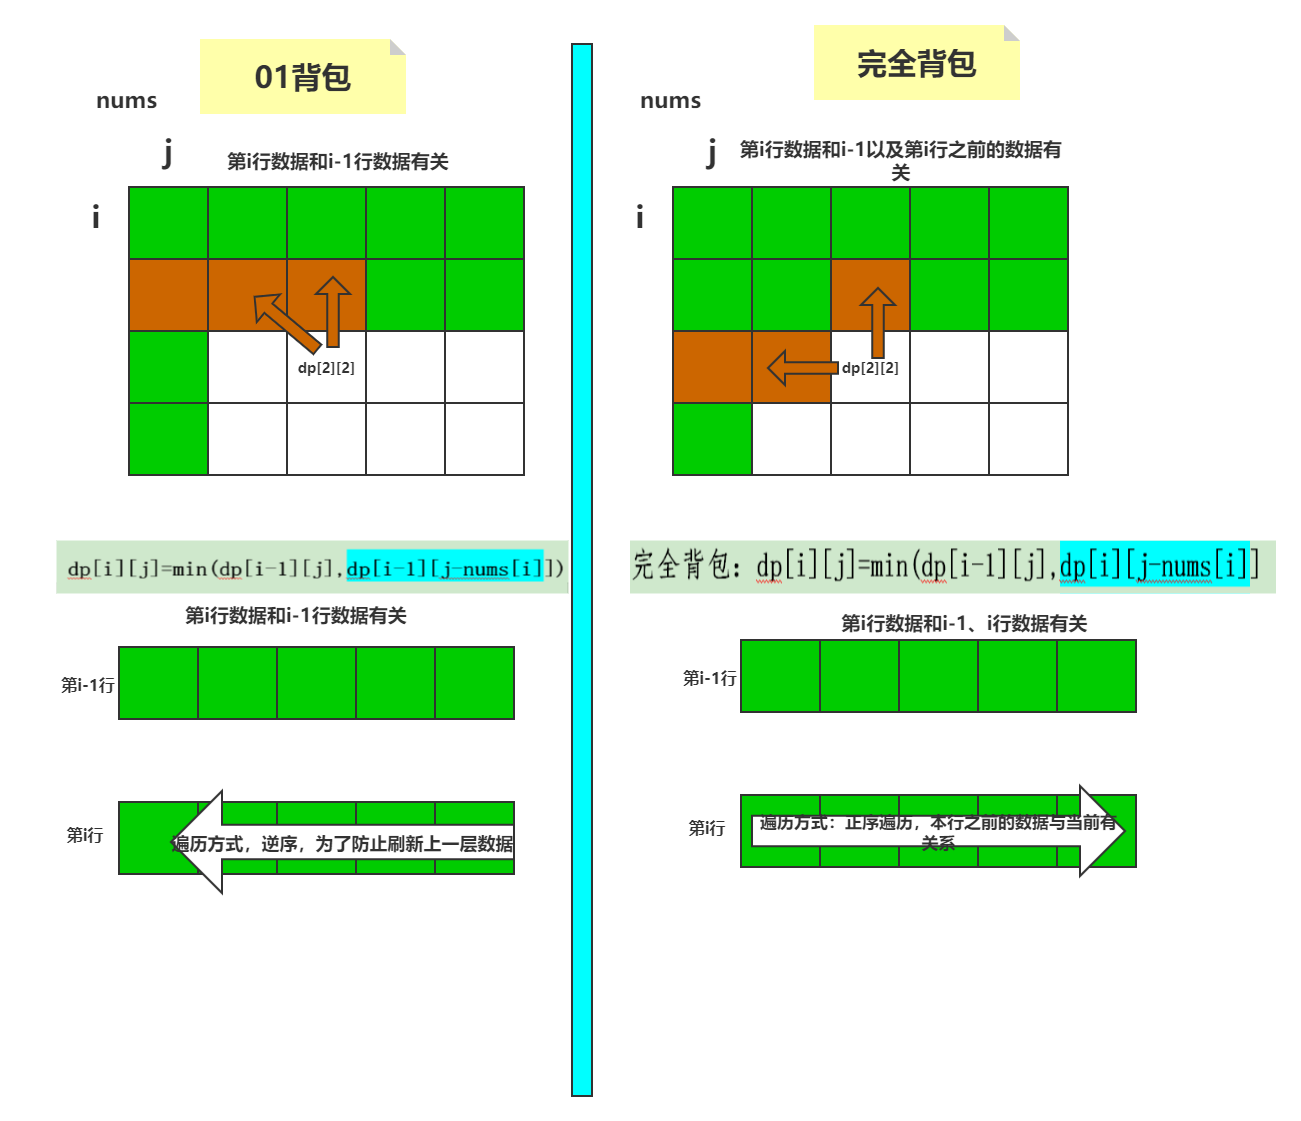 01背包
nums
j
第i行数据和i-1行数据有关
i
dp[2][2]
dp[i][j]=min(dp[i-1][j],dp[i-1][j-nums[i]])
第i行数据和i-1行数据有关
第i-1行
第i行
遍历方式，逆序，为了防止刷新上一层数据
完全背包
nums
j
第i行数据和i-1以及第i行之前的数据有
关
i
dp[2][2]
完全背包：dp[i][j]=min(dp[i-1][j],dp[i][j-nums[i]]
第i行数据和i-1、i行数据有关
第i-1行
第i行
遍历方式：正序遍历，本行之前的数据与当前有
关系